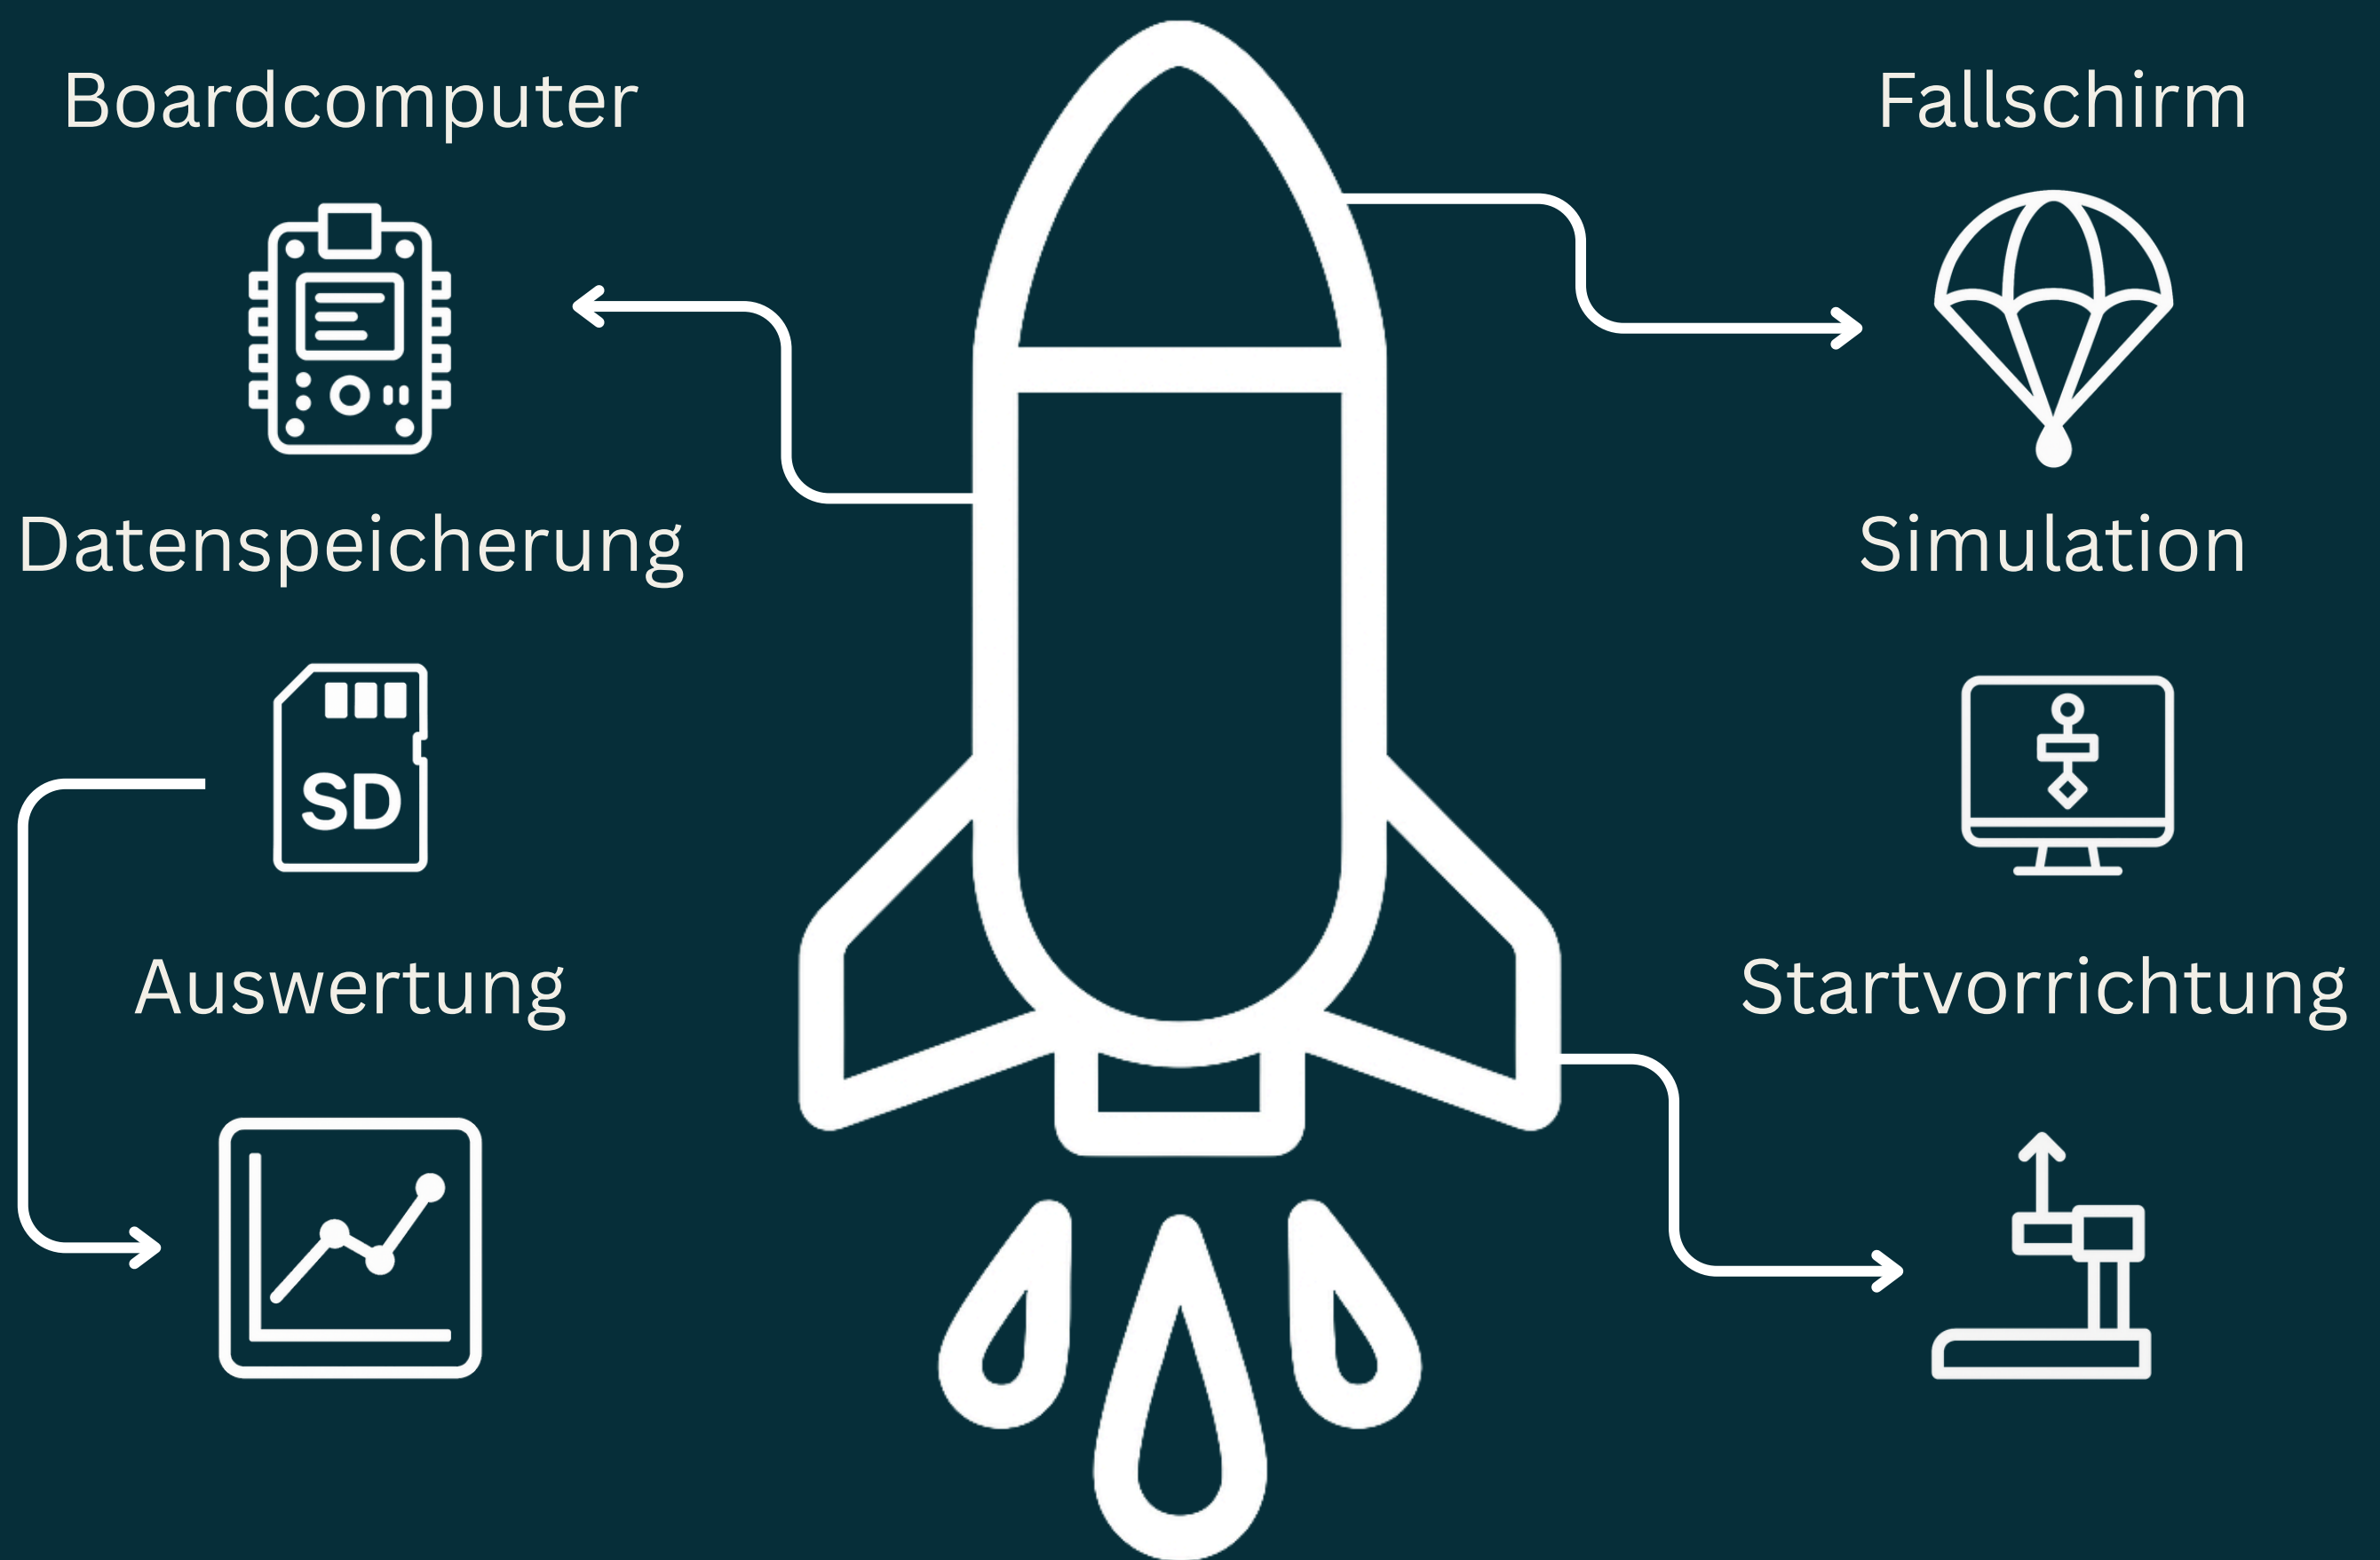 Boardcomputer
Fallschirm
Datenspeicherung
Simulation
SD
Auswertung
Startvorrichtung